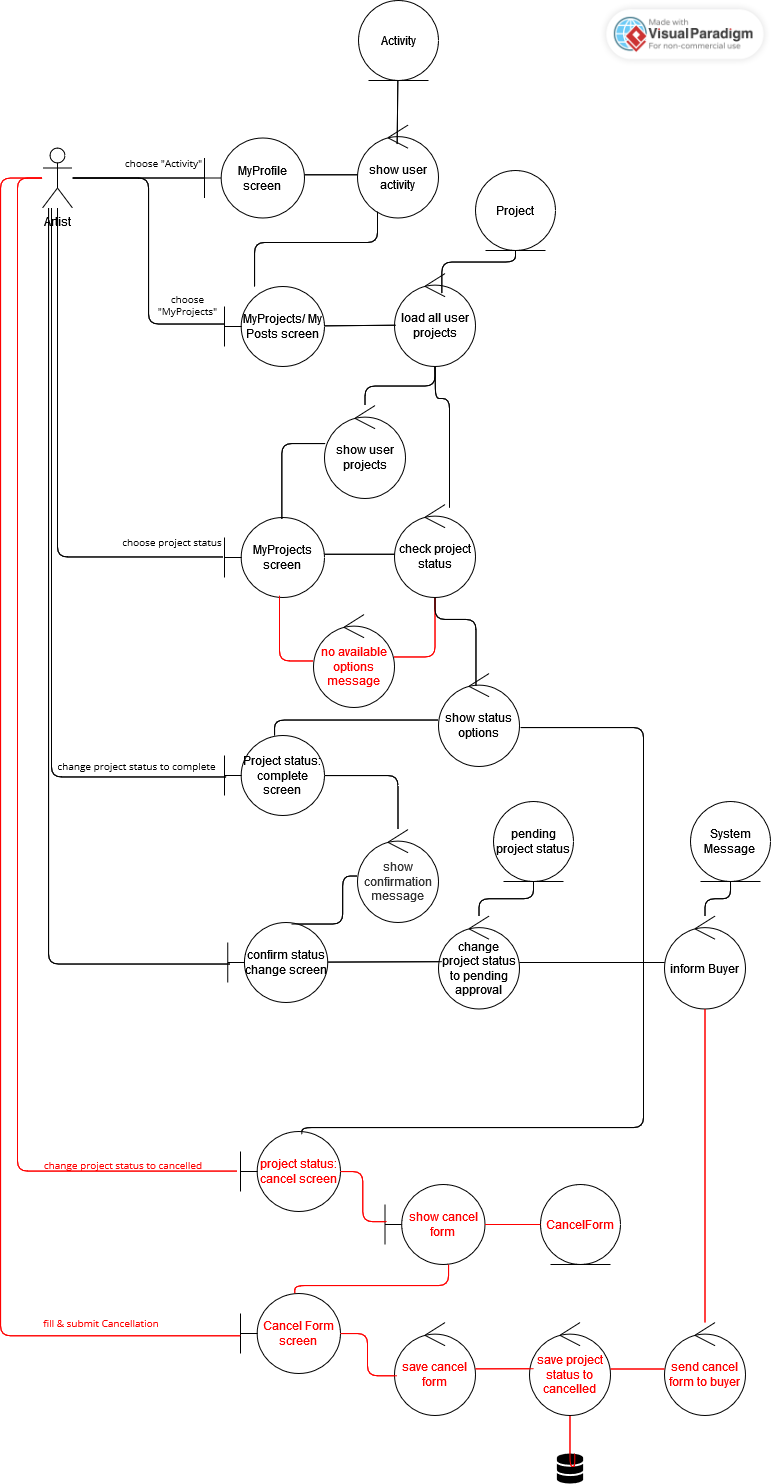 Activity
Made with
VisualParadigm
For non-commercial use
choose "Activity"
MyProfile
screen
show user
activity
Artist
Project
choose
"MyProjects"
MyProjects/ My
Posts screen
load all user
projects
show user
projects
choose project status
MyProjects
screen
check project
status
no available
options
message
show status
options
change project status to complete
Project status:
complete
screen
pending
project status
System
Message
show
confirmation
message
confirm status
change screen
change
project status
to pending
approval
inform Buyer
change project status to cancelled
project status:
cancel screen
show cancel
form
CancelForm
fill & submit Cancellation
Cancel Form
screen
save cancel
form
save project
status to
cancelled
send cancel
form to buyer